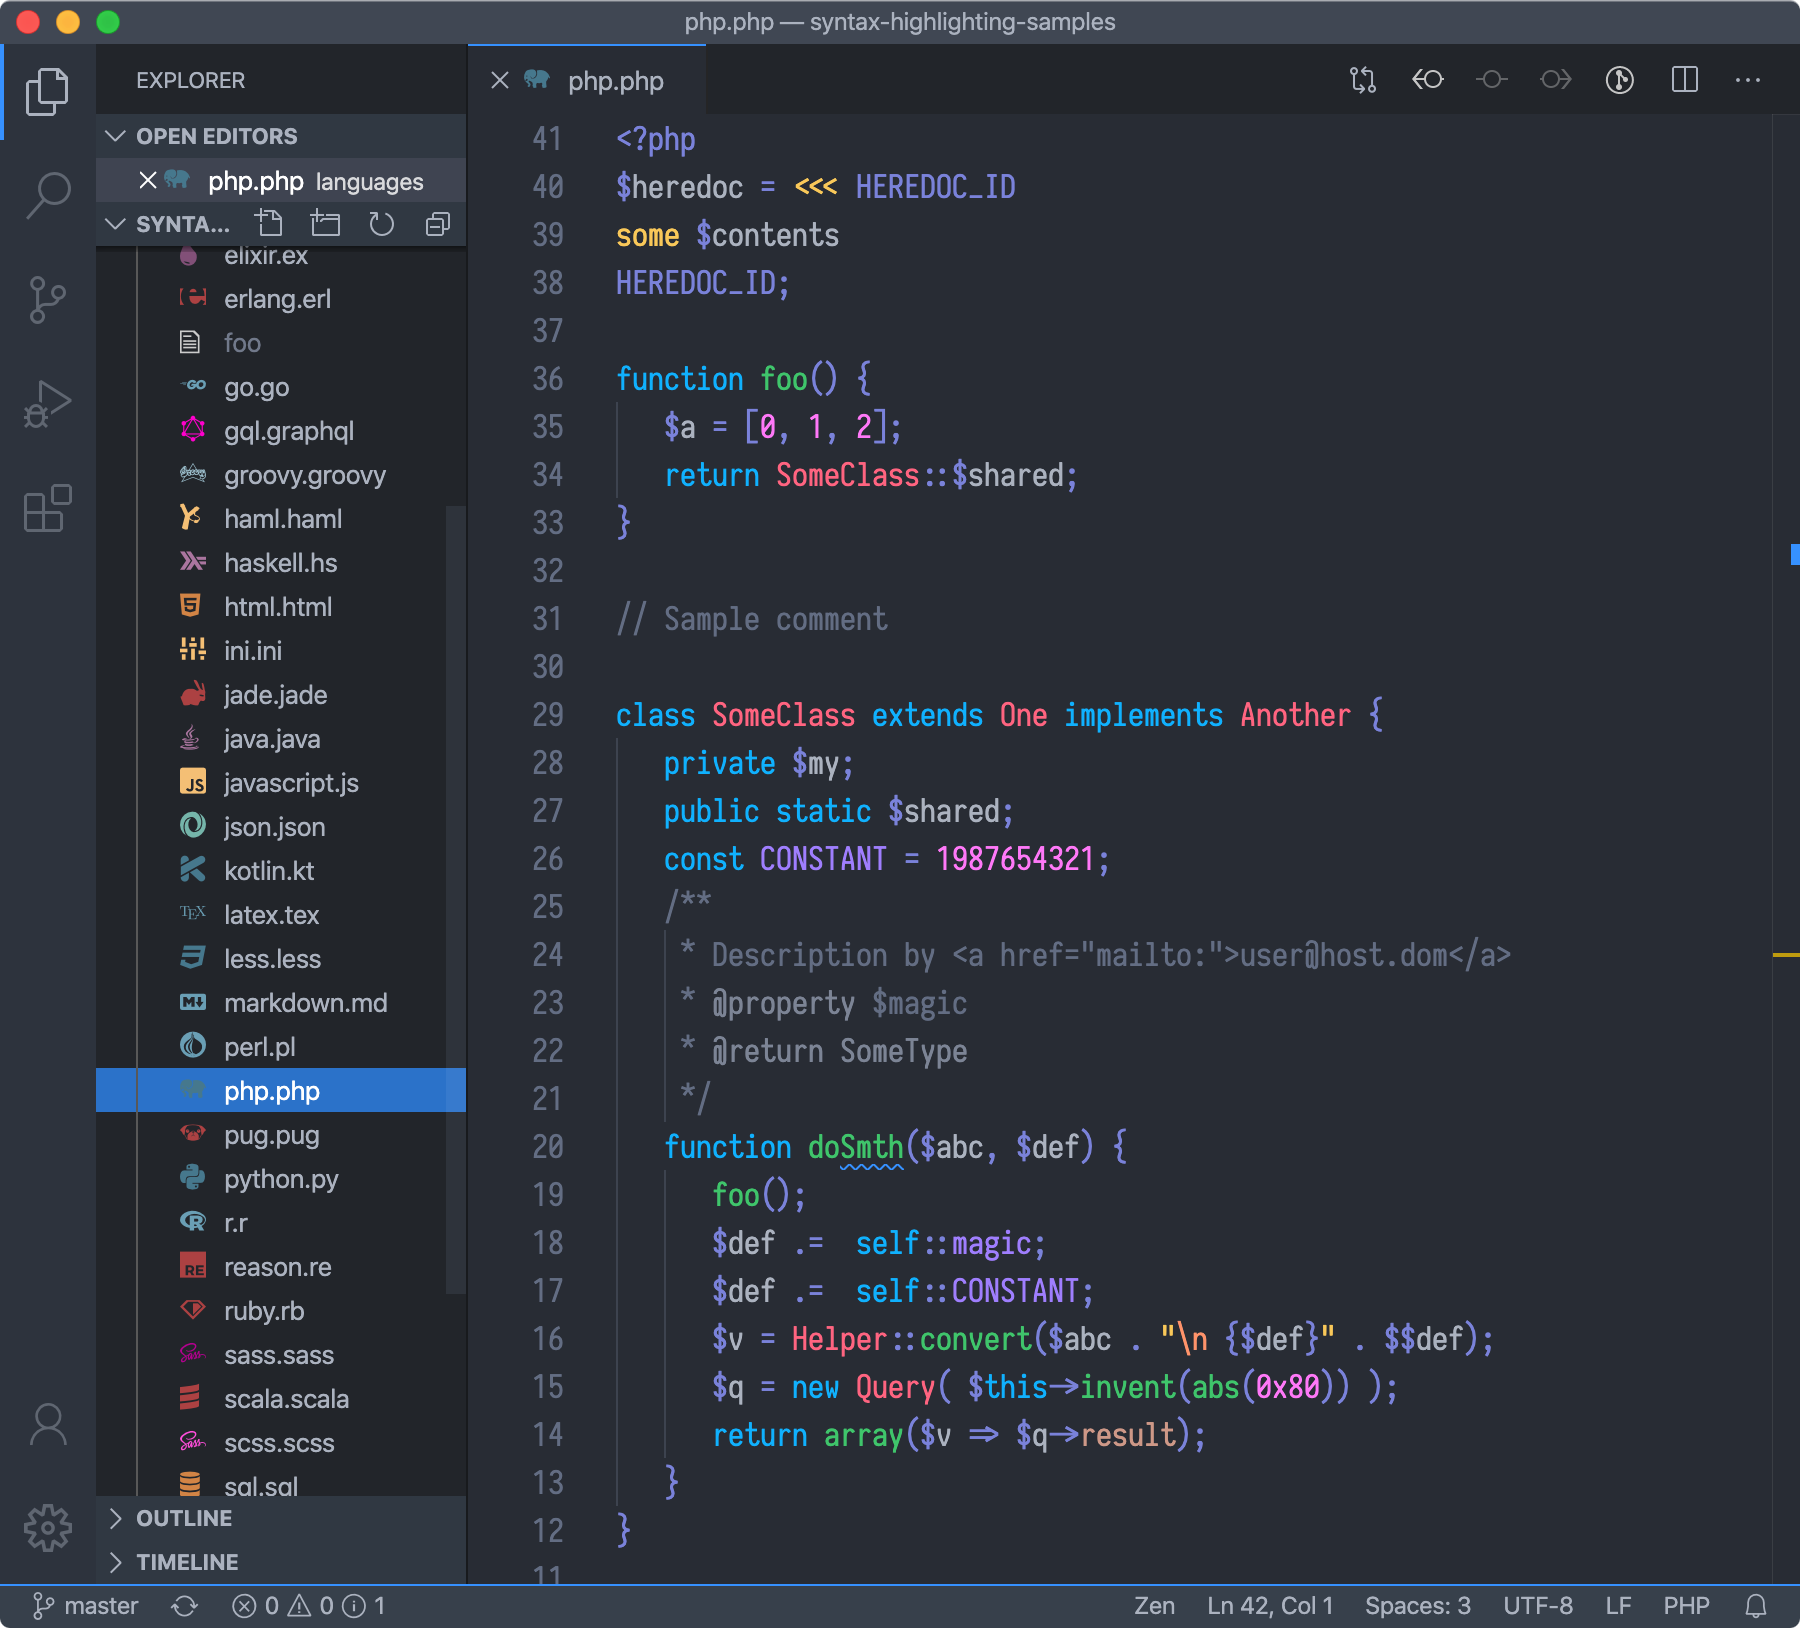 php.php — syntax-highlighting-samples
EXPLORER
OPEN EDITORS
php.php languages
SYNTA...
elixir.ex
erlang.erl
foo
GO go.go
gql.graphql
groovy.groovy
haml.haml
haskell.hs
5 html.html
ini.ini
jade.jade
java.java
JS javascript.js
json.json
kotlin.kt
TEX latex.tex
less.less
M markdown.md
perl.pl
php.php
pug.pug
python.py
R r.r
RE reason.re
ruby.rb
Sass sass.sass
scala.scala
Sass scss.scss
sql.sql
OUTLINE
TIMELINE
php.php
41 <?php
40 $heredoc = <<< HEREDOC_ID
39 some $contents
38 HEREDOC_ID;
37
36 function foo() {
35 $a = [0, 1, 2];
34 return SomeClass::$shared;
33 }
32
31 // Sample comment
30
29 class SomeClass extends One implements Another {
28 private $my;
27 public static $shared;
26 const CONSTANT = 1987654321;
25 /**
24 * Description by <a href="mailto:">user@host.dom</a>
23 * @property $magic
22 * @return SomeType
21 */
20 function doSmth($abc, $def) {
19 foo();
18 $def .= self::magic;
17 $def .= self::CONSTANT;
16 $v = Helper::convert($abc . "\n {$def}" . $$def);
15 $q = new Query( $this->invent(abs(0x80)) );
14 return array($v => $q->result);
13 }
12 }
11
master 0 0 1 Zen Ln 42, Col 1 Spaces: 3 UTF-8 LF PHP